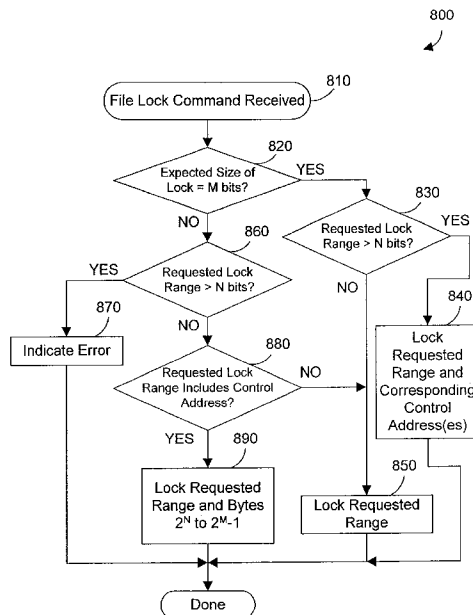 800
810
File Lock Command Received
820
Expected Size of
Lock = M bits?
YES
830
NO
860
Requested Lock
Range > N bits?
YES
YES
Requested Lock
Range > N bits?
870
NO
840
Indicate Error
NO
880
Lock
Requested
Range and
Corresponding
Control
Address(es)
Requested Lock
Range Includes Control
Address?
NO
YES
890
850
Lock Requested
Range and Bytes
2^N to 2^M-1
Lock Requested
Range
Done